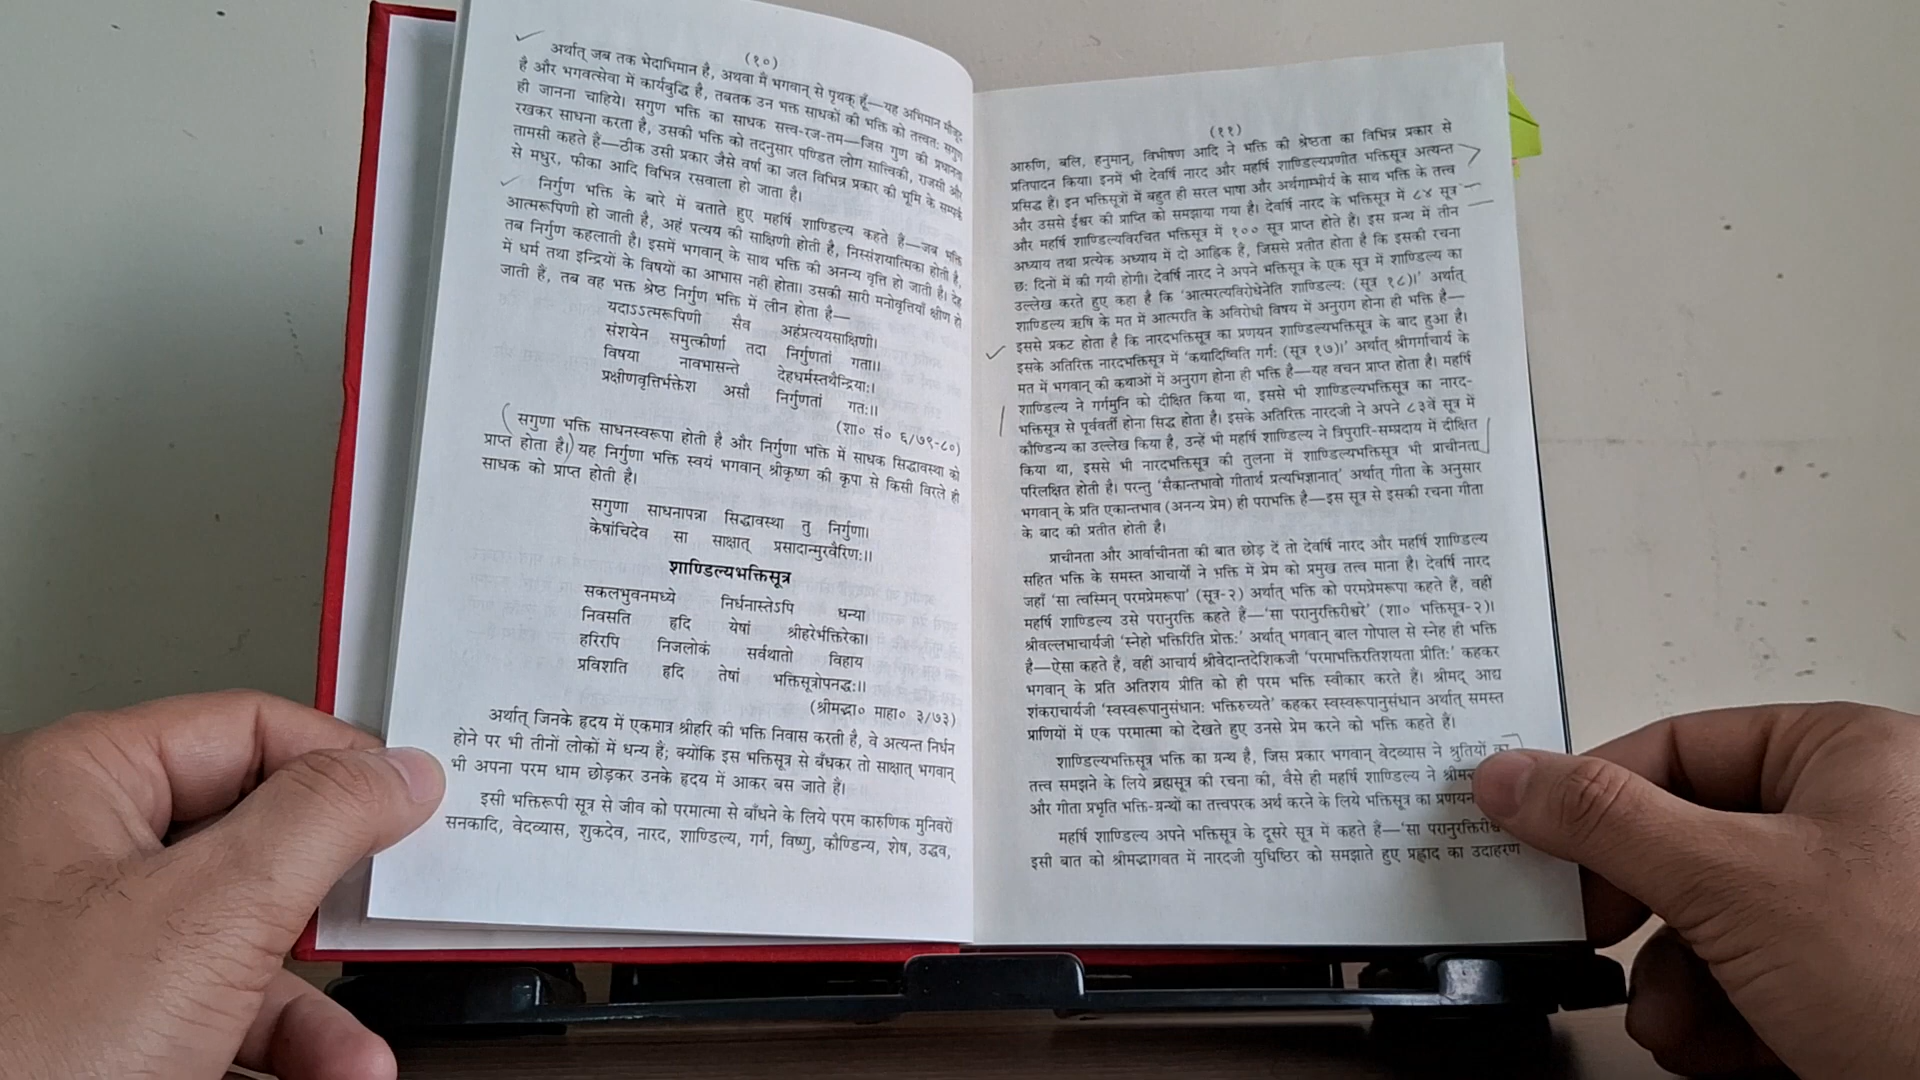 (१०)
अर्थात् जब तक भेदाभिमान है, अथवा मैं भगवान् से पृथक् हूँ—यह अभिमान मौजूद
है और भगवत्सेवा में कार्यबुद्धि है, तबतक उन भक्त साधकों की भक्ति को तत्त्वतः सगुण
ही जानना चाहिये। सगुण भक्ति का साधक सत्त्व-रज-तम—जिस गुण की प्रधानता
रखकर साधना करता है, उसकी भक्ति को तदनुसार पण्डित लोग सात्त्विकी, राजसी और
तामसी कहते हैं—ठीक उसी प्रकार जैसे वर्षा का जल विभिन्न प्रकार की भूमि के सम्पर्क
से मधुर, फीका आदि विभिन्न रसवाला हो जाता है।
निर्गुण भक्ति के बारे में बताते हुए महर्षि शाण्डिल्य कहते हैं—जब भक्ति
आत्मरूपिणी हो जाती है, अहं प्रत्यय की साक्षिणी होती है, निस्संशयात्मिका होती है,
तब निर्गुण कहलाती है। इसमें भगवान् के साथ भक्ति की अनन्य वृत्ति हो जाती है। देह
में धर्म तथा इन्द्रियों के विषयों का आभास नहीं होता। उसकी सारी मनोवृत्तियाँ क्षीण हो
जाती हैं, तब वह भक्त श्रेष्ठ निर्गुण भक्ति में लीन होता है—
यदाऽऽत्मरूपिणी सैव अहंप्रत्ययसाक्षिणी।
संशयेन समुत्कीर्णा तदा निर्गुणतां गता।।
विषया नावभासन्ते देहधर्मस्तथैन्द्रियाः।
प्रक्षीणवृत्तिर्भक्तेश असौ निर्गुणतां गतः।।
(शा० सं० ६/७९-८०)
सगुणा भक्ति साधनस्वरूपा होती है और निर्गुणा भक्ति में साधक सिद्धावस्था को
प्राप्त होता है। यह निर्गुणा भक्ति स्वयं भगवान् श्रीकृष्ण की कृपा से किसी विरले ही
साधक को प्राप्त होती है।
सगुणा साधनापन्ना सिद्धावस्था तु निर्गुणा।
केषांचिदेव सा साक्षात् प्रसादान्मुरवैरिणः।।
शाण्डिल्यभक्तिसूत्र
सकलभुवनमध्ये निर्धनास्तेऽपि धन्या
निवसति हृदि येषां श्रीहरेर्भक्तिरेका।
हरिरपि निजलोकं सर्वथातो विहाय
प्रविशति हृदि तेषां भक्तिसूत्रोपनद्धः।।
(श्रीमद्भा० माहा० ३/७३)
अर्थात् जिनके हृदय में एकमात्र श्रीहरि की भक्ति निवास करती है, वे अत्यन्त निर्धन
होने पर भी तीनों लोकों में धन्य हैं; क्योंकि इस भक्तिसूत्र से बँधकर तो साक्षात् भगवान्
भी अपना परम धाम छोड़कर उनके हृदय में आकर बस जाते हैं।
इसी भक्तिरूपी सूत्र से जीव को परमात्मा से बाँधने के लिये परम कारुणिक मुनिवरों
सनकादि, वेदव्यास, शुकदेव, नारद, शाण्डिल्य, गर्ग, विष्णु, कौण्डिन्य, शेष, उद्धव,
(११)
आरुणि, बलि, हनुमान्, विभीषण आदि ने भक्ति की श्रेष्ठता का विभिन्न प्रकार से
प्रतिपादन किया। इनमें भी देवर्षि नारद और महर्षि शाण्डिल्यप्रणीत भक्तिसूत्र अत्यन्त
प्रसिद्ध हैं। इन भक्तिसूत्रों में बहुत ही सरल भाषा और अर्थगाम्भीर्य के साथ भक्ति के तत्त्व
और उससे ईश्वर की प्राप्ति को समझाया गया है। देवर्षि नारद के भक्तिसूत्र में ८४ सूत्र
और महर्षि शाण्डिल्यविरचित भक्तिसूत्र में १०० सूत्र प्राप्त होते हैं। इस ग्रन्थ में तीन
अध्याय तथा प्रत्येक अध्याय में दो आह्निक हैं, जिससे प्रतीत होता है कि इसकी रचना
छः दिनों में की गयी होगी। देवर्षि नारद ने अपने भक्तिसूत्र के एक सूत्र में शाण्डिल्य का
उल्लेख करते हुए कहा है कि 'आत्मरत्यविरोधेनेति शाण्डिल्यः (सूत्र १८)।' अर्थात्
शाण्डिल्य ऋषि के मत में आत्मरति के अविरोधी विषय में अनुराग होना ही भक्ति है—
इससे प्रकट होता है कि नारदभक्तिसूत्र का प्रणयन शाण्डिल्यभक्तिसूत्र के बाद हुआ है।
इसके अतिरिक्त नारदभक्तिसूत्र में 'कथादिष्विति गर्गः (सूत्र १७)।' अर्थात् श्रीगर्गाचार्य के
मत में भगवान् की कथाओं में अनुराग होना ही भक्ति है—यह वचन प्राप्त होता है। महर्षि
शाण्डिल्य ने गर्गमुनि को दीक्षित किया था, इससे भी शाण्डिल्यभक्तिसूत्र का नारद-
भक्तिसूत्र से पूर्ववर्ती होना सिद्ध होता है। इसके अतिरिक्त नारदजी ने अपने ८३वें सूत्र में
कौण्डिन्य का उल्लेख किया है, उन्हें भी महर्षि शाण्डिल्य ने त्रिपुरारि-सम्प्रदाय में दीक्षित
किया था, इससे भी नारदभक्तिसूत्र की तुलना में शाण्डिल्यभक्तिसूत्र भी प्राचीनता
परिलक्षित होती है। परन्तु 'सैकान्तभावो गीतार्थ प्रत्यभिज्ञानात्' अर्थात् गीता के अनुसार
भगवान् के प्रति एकान्तभाव (अनन्य प्रेम) ही पराभक्ति है—इस सूत्र से इसकी रचना गीता
के बाद की प्रतीत होती है।
प्राचीनता और आर्वाचीनता की बात छोड़ दें तो देवर्षि नारद और महर्षि शाण्डिल्य
सहित भक्ति के समस्त आचार्यों ने भक्ति में प्रेम को प्रमुख तत्त्व माना है। देवर्षि नारद
जहाँ 'सा त्वस्मिन् परमप्रेमरूपा' (सूत्र-२) अर्थात् भक्ति को परमप्रेमरूपा कहते हैं, वहीं
महर्षि शाण्डिल्य उसे परानुरक्ति कहते हैं—'सा परानुरक्तिरीश्वरे' (शा० भक्तिसूत्र-२)।
श्रीवल्लभाचार्यजी 'स्नेहो भक्तिरिति प्रोक्तः' अर्थात् भगवान् बाल गोपाल से स्नेह ही भक्ति
है—ऐसा कहते हैं, वहीं आचार्य श्रीवेदान्तदेशिकजी 'परमाभक्तिरतिशयता प्रीतिः' कहकर
भगवान् के प्रति अतिशय प्रीति को ही परम भक्ति स्वीकार करते हैं। श्रीमद् आद्य
शंकराचार्यजी 'स्वस्वरूपानुसंधानः भक्तिरुच्यते' कहकर स्वस्वरूपानुसंधान अर्थात् समस्त
प्राणियों में एक परमात्मा को देखते हुए उनसे प्रेम करने को भक्ति कहते हैं।
शाण्डिल्यभक्तिसूत्र भक्ति का ग्रन्थ है, जिस प्रकार भगवान् वेदव्यास ने श्रुतियों का
तत्त्व समझने के लिये ब्रह्मसूत्र की रचना की, वैसे ही महर्षि शाण्डिल्य ने
और गीता प्रभृति भक्ति-ग्रन्थों का तत्त्वपरक अर्थ करने के लिये भक्तिसूत्र का प्रणयन
महर्षि शाण्डिल्य अपने भक्तिसूत्र के दूसरे सूत्र में कहते हैं—'सा
इसी बात को श्रीमद्भागवत में नारदजी युधिष्ठिर को समझाते हुए प्रह्लाद का उदाहरण